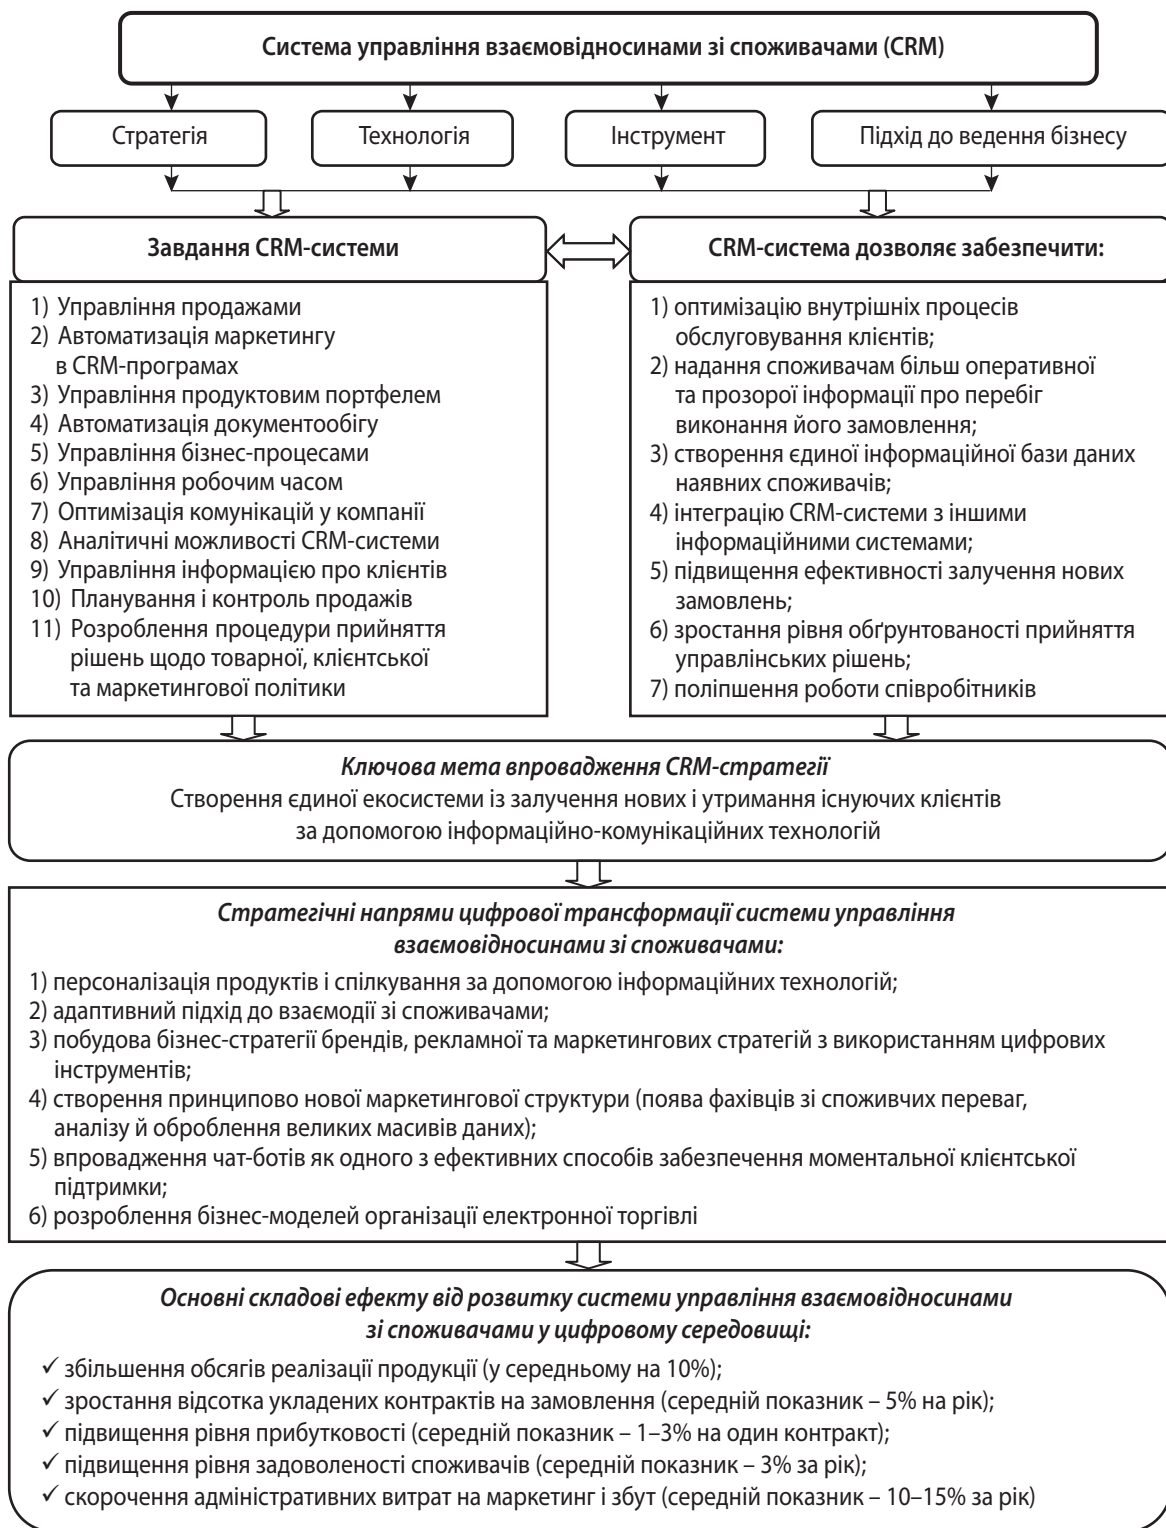 Система управління взаємовідносинами зі споживачами (CRM)
Стратегія
Технологія
Інструмент
Підхід до ведення бізнесу
Завдання CRM-системи
1) Управління продажами
2) Автоматизація маркетингу
в CRM-програмах
3) Управління продуктовим портфелем
4) Автоматизація документообігу
5) Управління бізнес-процесами
6) Управління робочим часом
7) Оптимізація комунікацій у компанії
8) Аналітичні можливості CRM-системи
9) Управління інформацією про клієнтів
10) Планування і контроль продажів
11) Розроблення процедури прийняття
рішень щодо товарної, клієнтської
та маркетингової політики
CRM-система дозволяє забезпечити:
1) оптимізацію внутрішніх процесів
обслуговування клієнтів;
2) надання споживачам більш оперативної
та прозорої інформації про перебіг
виконання його замовлення;
3) створення єдиної інформаційної бази даних
наявних споживачів;
4) інтеграцію CRM-системи з іншими
інформаційними системами;
5) підвищення ефективності залучення нових
замовлень;
6) зростання рівня обґрунтованості прийняття
управлінських рішень;
7) поліпшення роботи співробітників
Ключова мета впровадження CRM-стратегії
Створення єдиної екосистеми із залучення нових і утримання існуючих клієнтів
за допомогою інформаційно-комунікаційних технологій
Стратегічні напрями цифрової трансформації системи управління
взаємовідносинами зі споживачами:
1) персоналізація продуктів і спілкування за допомогою інформаційних технологій;
2) адаптивний підхід до взаємодії зі споживачами;
3) побудова бізнес-стратегії брендів, рекламної та маркетингових стратегій з використанням цифрових
інструментів;
4) створення принципово нової маркетингової структури (поява фахівців зі споживчих переваг,
аналізу й оброблення великих масивів даних);
5) впровадження чат-ботів як одного з ефективних способів забезпечення моментальної клієнтської
підтримки;
6) розроблення бізнес-моделей організації електронної торгівлі
Основні складові ефекту від розвитку системи управління взаємовідносинами
зі споживачами у цифровому середовищі:
✓ збільшення обсягів реалізації продукції (у середньому на 10%);
✓ зростання відсотка укладених контрактів на замовлення (середній показник – 5% на рік);
✓ підвищення рівня прибутковості (середній показник – 1–3% на один контракт);
✓ підвищення рівня задоволеності споживачів (середній показник – 3% за рік);
✓ скорочення адміністративних витрат на маркетинг і збут (середній показник – 10–15% за рік)